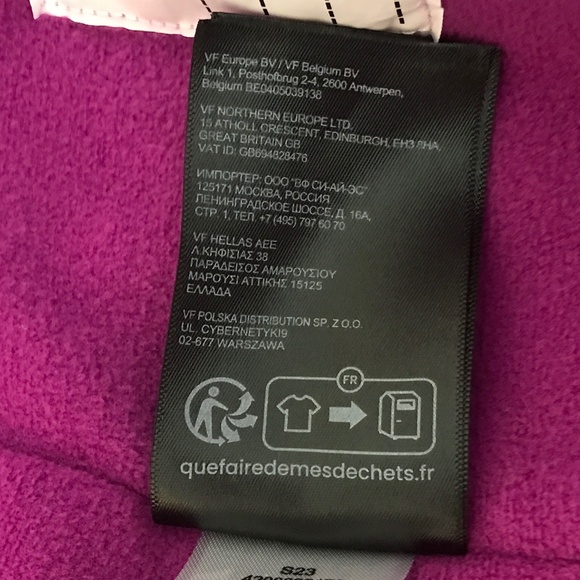 VF Europe BV / VF Belgium BV
Link 1, Posthofbrug 2-4, 2600 Antwerpen,
Belgium BE0405039138
VF NORTHERN EUROPE LTD.
15 ATHOLL CRESCENT, EDINBURGH, EH3 8HA,
GREAT BRITAIN GB
VAT ID: GB694828476
ИМПОРТЕР: ООО "ВФ СИ-АЙ-ЭС"
125171 МОСКВА, РОССИЯ
ЛЕНИНГРАДСКОЕ ШОССЕ, Д. 16А,
СТР. 1, ТЕЛ. +7 (495) 797 60 70
VF HELLAS AEE
Λ.ΚΗΦΙΣΙΑΣ 38
ΠΑΡΑΔΕΙΣΟΣ ΑΜΑΡΟΥΣΙΟΥ
ΜΑΡΟΥΣΙ ΑΤΤΙΚΗΣ 15125
ΕΛΛΑΔΑ
VF POLSKA DISTRIBUTION SP. Z O.O.
UL. CYBERNETYKI9
02-677 WARSZAWA
FR
quefairedemesdechets.fr
S23